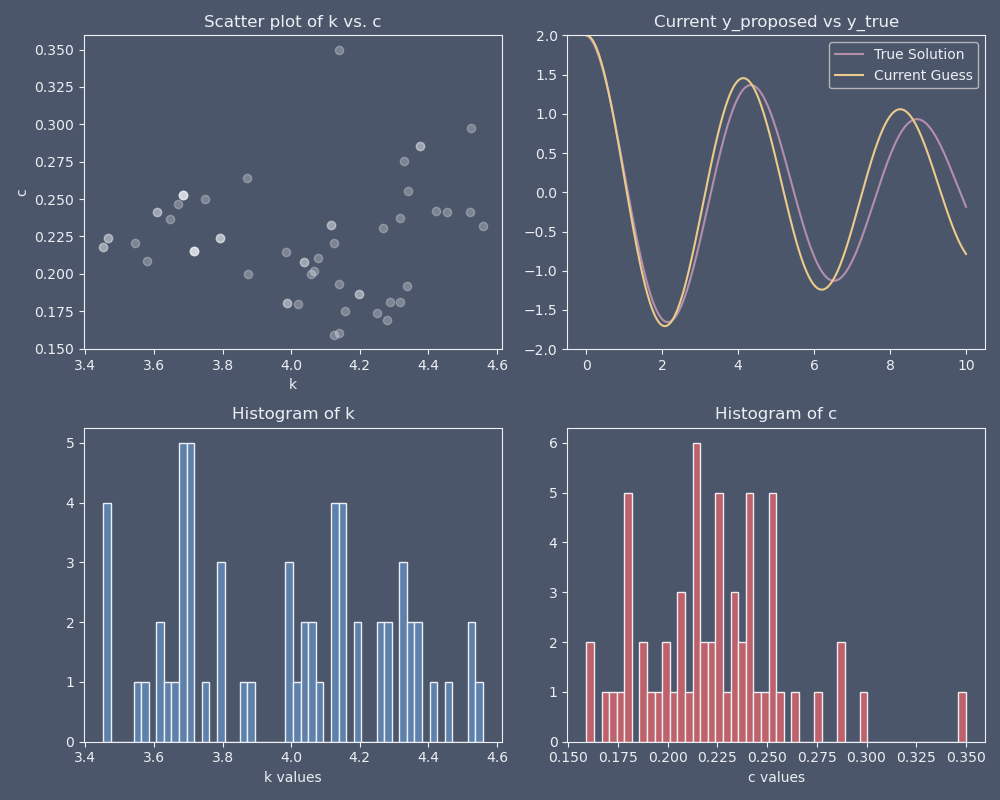 Scatter plot of k vs. c
0.350
0.325
0.300
0.275
0.250
0.225
0.200
0.175
0.150
c
3.4 3.6 3.8 4.0 4.2 4.4 4.6
k
Current y_proposed vs y_true
True Solution
Current Guess
2.0
1.5
1.0
0.5
0.0
−0.5
−1.0
−1.5
−2.0
0 2 4 6 8 10
Histogram of k
5
4
3
2
1
0
3.4 3.6 3.8 4.0 4.2 4.4 4.6
k values
Histogram of c
6
5
4
3
2
1
0
0.150 0.175 0.200 0.225 0.250 0.275 0.300 0.325 0.350
c values